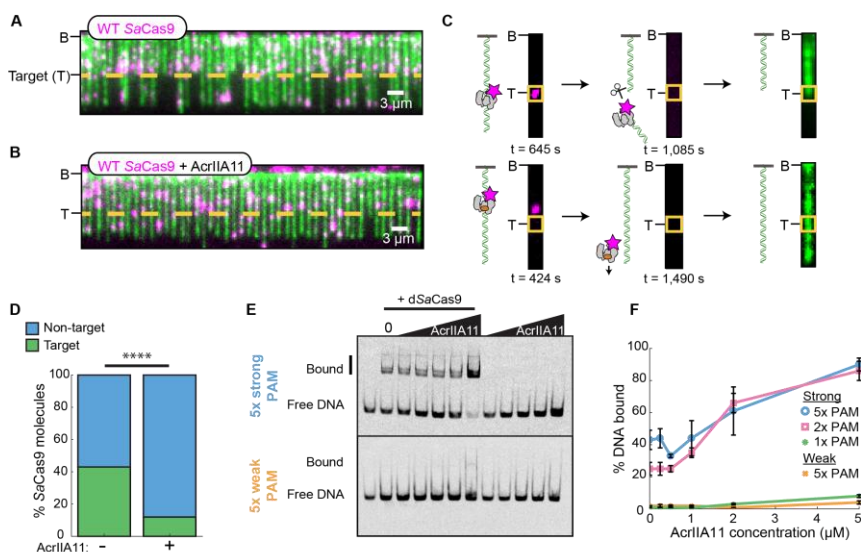 A
WT SaCas9
B
Target (T)
3 μm
B
WT SaCas9 + AcrIIA11
B
T
3 μm
C
B
T
t = 645 s
t = 1,085 s
B
T
t = 424 s
t = 1,490 s
D
Non-target
Target
****
% SaCas9 molecules
100
80
60
40
20
0
AcrIIA11: - +
E
+ dSaCas9
0 AcrIIA11 AcrIIA11
5x strong PAM
Bound
Free DNA
5x weak PAM
Bound
Free DNA
F
% DNA bound
100
80
60
40
20
0
0 1 2 3 4 5
AcrIIA11 concentration (μM)
Strong
5x PAM
2x PAM
1x PAM
Weak
5x PAM